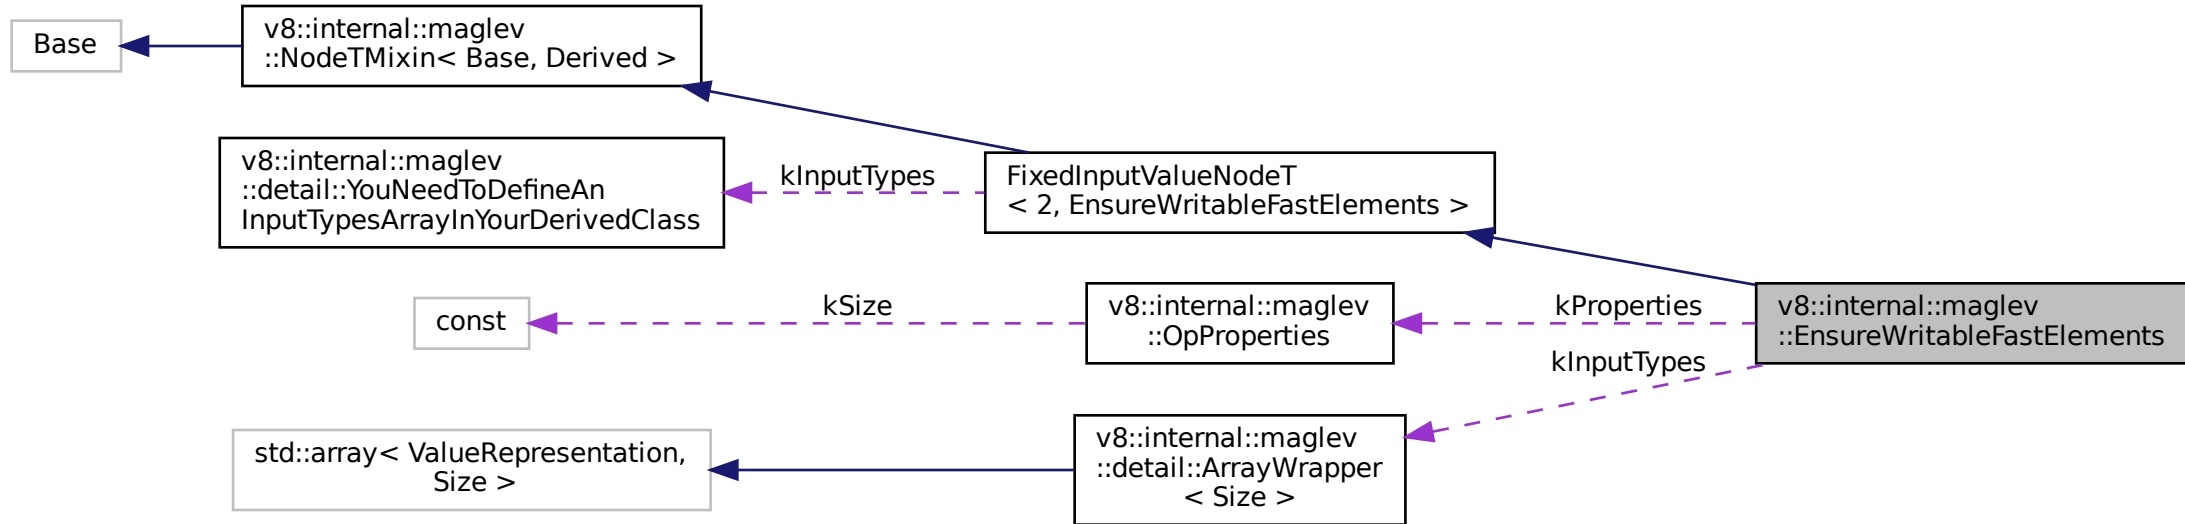 Base
v8::internal::maglev
::NodeTMixin< Base, Derived >
v8::internal::maglev
::detail::YouNeedToDefineAn
InputTypesArrayInYourDerivedClass
kInputTypes
FixedInputValueNodeT
< 2, EnsureWritableFastElements >
const
kSize
v8::internal::maglev
::OpProperties
kProperties
v8::internal::maglev
::EnsureWritableFastElements
kInputTypes
std::array< ValueRepresentation,
Size >
v8::internal::maglev
::detail::ArrayWrapper
< Size >